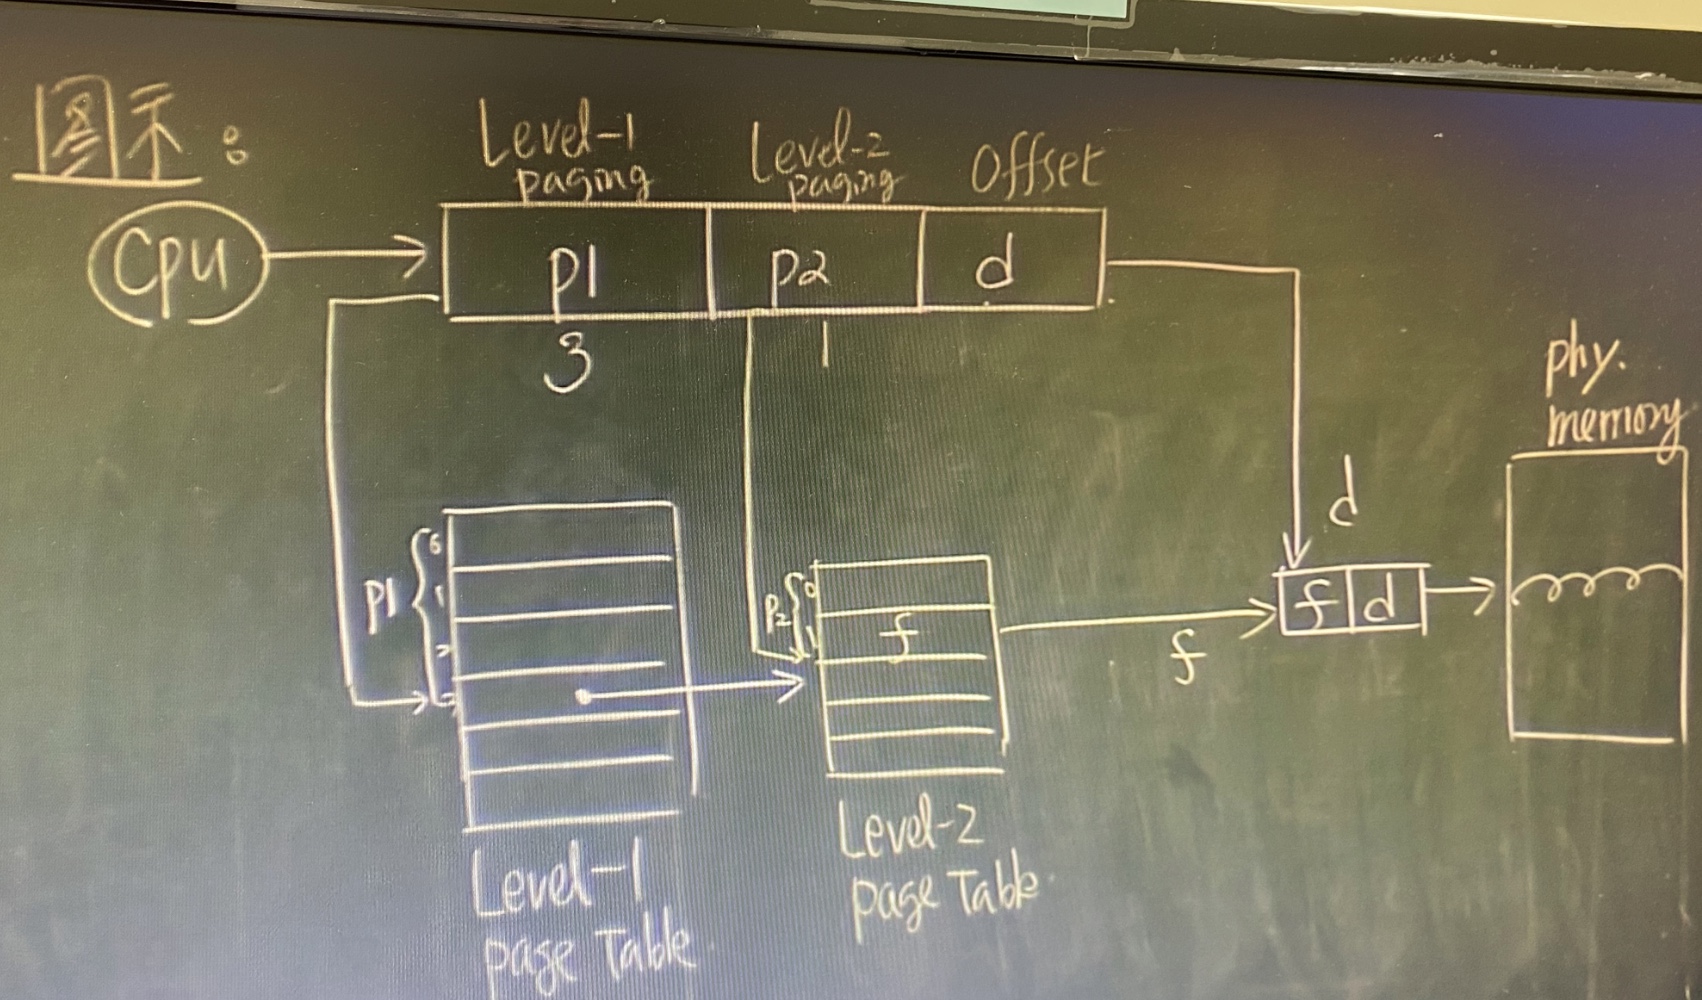 图示:
Level-1 paging
Level-2 paging
Offset
Cpu
p1
p2
d
3
1
phy.
memory
d
p1
0
1
2
3
p2
0
1
f
f
f d
Level-1
page Table
Level-2
page Table